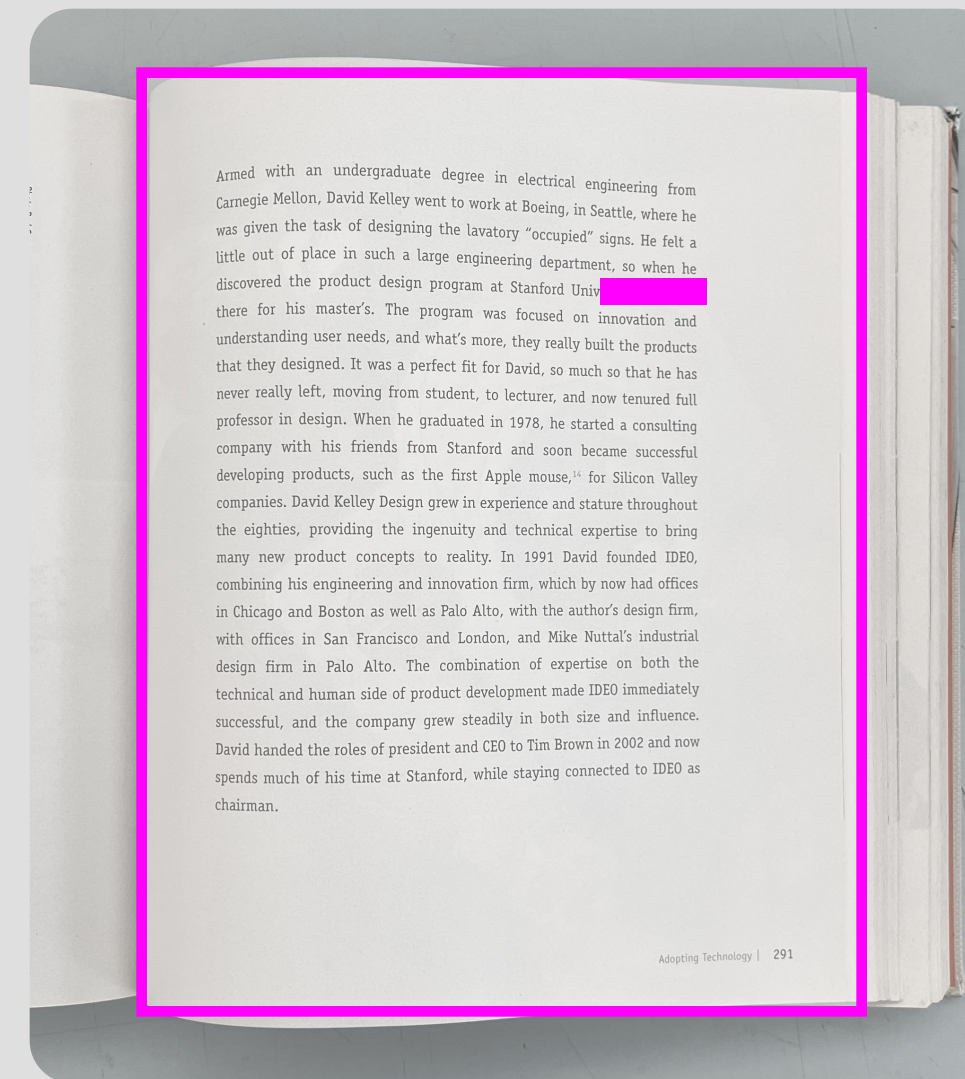 Armed with an undergraduate degree in electrical engineering from
Carnegie Mellon, David Kelley went to work at Boeing, in Seattle, where he
was given the task of designing the lavatory “occupied” signs. He felt a
little out of place in such a large engineering department, so when he
discovered the product design program at Stanford Univ
there for his master’s. The program was focused on innovation and
understanding user needs, and what’s more, they really built the products
that they designed. It was a perfect fit for David, so much so that he has
never really left, moving from student, to lecturer, and now tenured full
professor in design. When he graduated in 1978, he started a consulting
company with his friends from Stanford and soon became successful
developing products, such as the first Apple mouse,¹⁴ for Silicon Valley
companies. David Kelley Design grew in experience and stature throughout
the eighties, providing the ingenuity and technical expertise to bring
many new product concepts to reality. In 1991 David founded IDEO,
combining his engineering and innovation firm, which by now had offices
in Chicago and Boston as well as Palo Alto, with the author’s design firm,
with offices in San Francisco and London, and Mike Nuttal’s industrial
design firm in Palo Alto. The combination of expertise on both the
technical and human side of product development made IDEO immediately
successful, and the company grew steadily in both size and influence.
David handed the roles of president and CEO to Tim Brown in 2002 and now
spends much of his time at Stanford, while staying connected to IDEO as
chairman.
Adopting Technology | 291